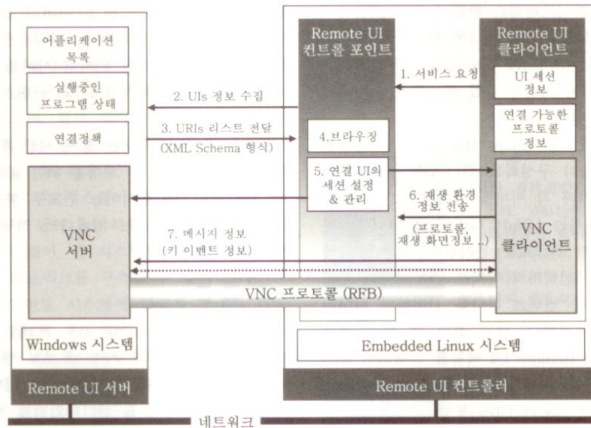 어플리케이션
목록
실행중인
프로그램 상태
연결정책
VNC
서버
Windows 시스템
Remote UI 서버
2. UIs 정보 수집
3. URIs 리스트 전달
(XML Schema 형식)
7. 메시지 정보
(키 이벤트 정보)
VNC 프로토콜 (RFB)
Remote UI
컨트롤 포인트
4.브라우징
5. 연결 UI의
세션 설정
& 관리
1. 서비스 요청
6. 재생 환경
정보 전송
(프로토콜,
재생 화면정보...)
Remote UI
클라이언트
UI 세션
정보
연결 가능한
프로토콜
정보
VNC
클라이언트
Embedded Linux 시스템
Remote UI 컨트롤러
네트워크